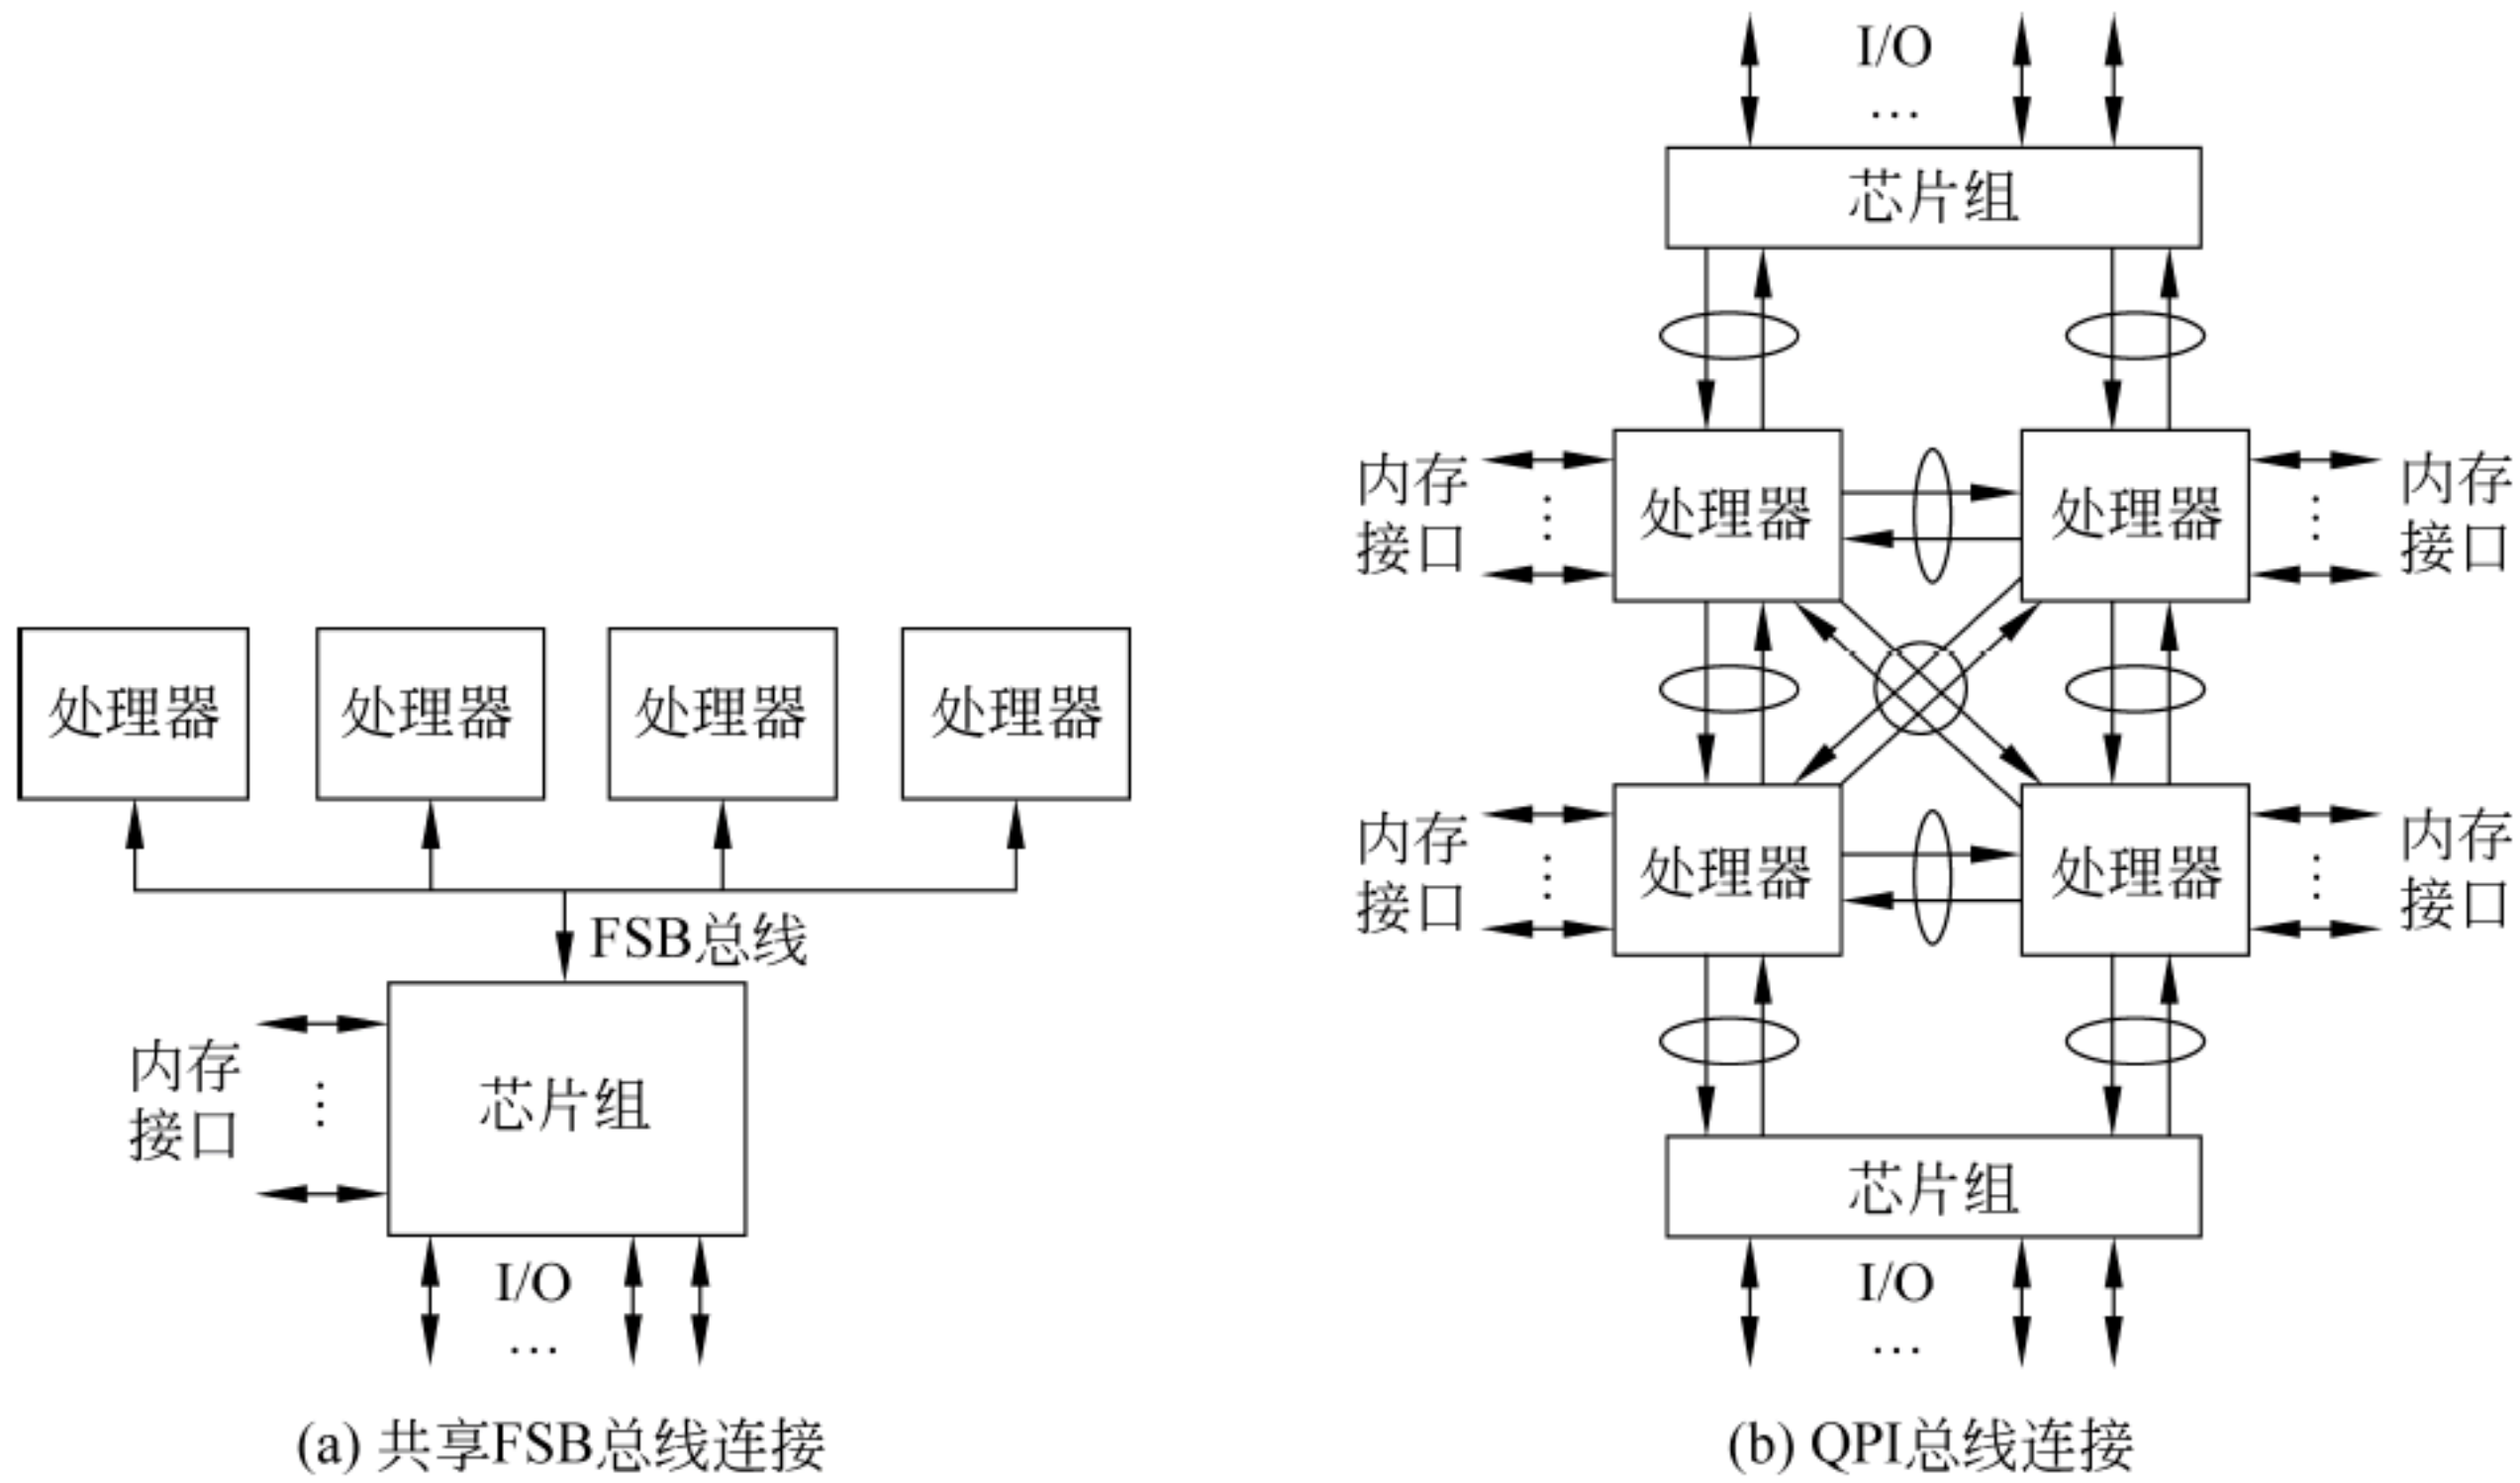 处理器
处理器
处理器
处理器
FSB总线
内存
接口
⋮
芯片组
I/O
…
(a) 共享FSB总线连接
I/O
…
芯片组
内存
接口
⋮
处理器
处理器
⋮
内存
接口
内存
接口
⋮
处理器
处理器
⋮
内存
接口
芯片组
I/O
…
(b) QPI总线连接